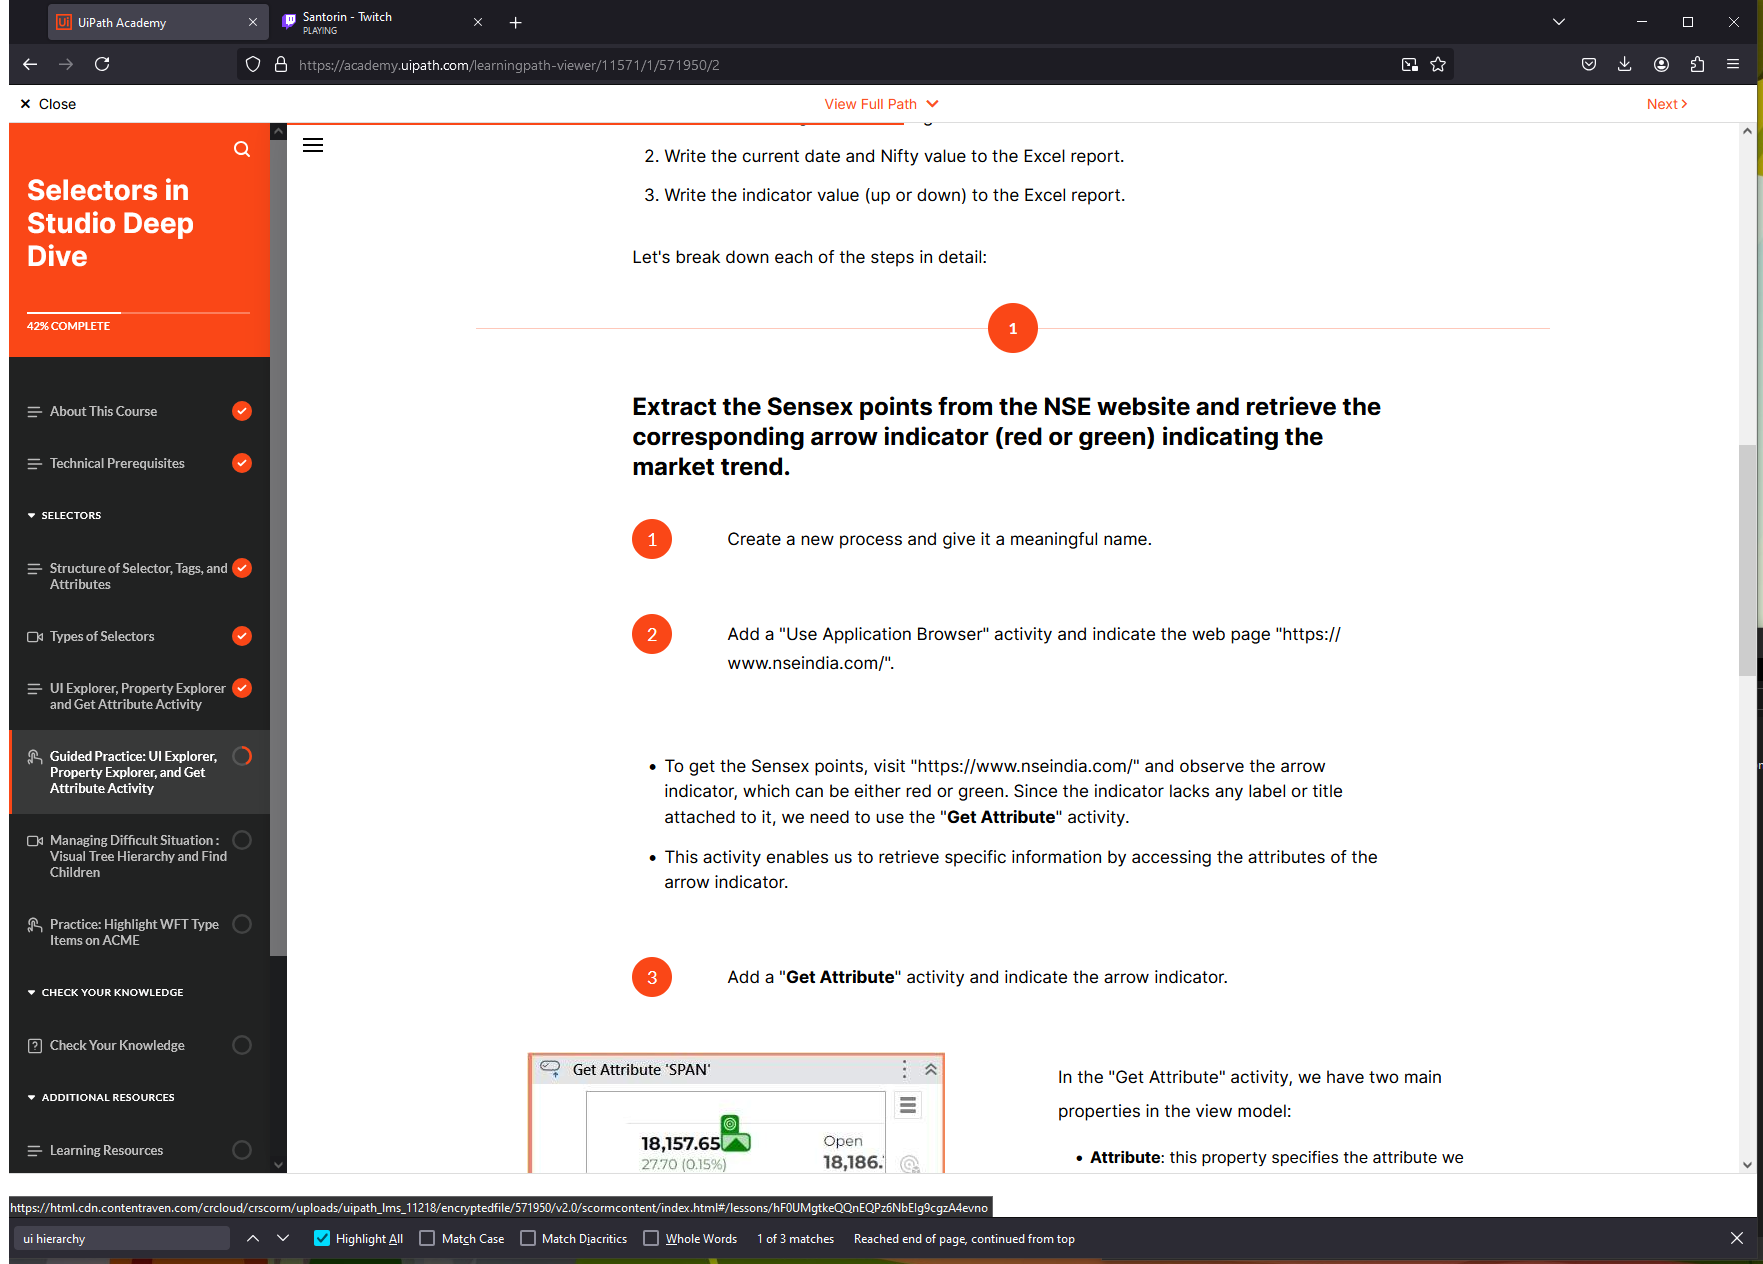 UiPath Academy
Santorin - Twitch
PLAYING
https://academy.uipath.com/learningpath-viewer/11571/1/571950/2
Close
View Full Path
Next
Selectors in
Studio Deep
Dive
42% COMPLETE
About This Course
Technical Prerequisites
SELECTORS
Structure of Selector, Tags, and
Attributes
Types of Selectors
UI Explorer, Property Explorer
and Get Attribute Activity
Guided Practice: UI Explorer,
Property Explorer, and Get
Attribute Activity
Managing Difficult Situation :
Visual Tree Hierarchy and Find
Children
Practice: Highlight WFT Type
Items on ACME
CHECK YOUR KNOWLEDGE
Check Your Knowledge
ADDITIONAL RESOURCES
Learning Resources
2. Write the current date and Nifty value to the Excel report.
3. Write the indicator value (up or down) to the Excel report.
Let's break down each of the steps in detail:
1
Extract the Sensex points from the NSE website and retrieve the
corresponding arrow indicator (red or green) indicating the
market trend.
1
Create a new process and give it a meaningful name.
2
Add a "Use Application Browser" activity and indicate the web page "https://
www.nseindia.com/".
• To get the Sensex points, visit "https://www.nseindia.com/" and observe the arrow
indicator, which can be either red or green. Since the indicator lacks any label or title
attached to it, we need to use the "Get Attribute" activity.
• This activity enables us to retrieve specific information by accessing the attributes of the
arrow indicator.
3
Add a "Get Attribute" activity and indicate the arrow indicator.
Get Attribute 'SPAN'
18,157.65
27.70 (0.15%)
Open
18,186.
In the "Get Attribute" activity, we have two main
properties in the view model:
• Attribute: this property specifies the attribute we
https://html.cdn.contentraven.com/crcloud/crscorm/uploads/uipath_lms_11218/encryptedfile/571950/v2.0/scormcontent/index.html#/lessons/hF0UMgtkeQQnEQPz6NbElg9cgzA4evno
ui hierarchy
Highlight All
Match Case
Match Diacritics
Whole Words
1 of 3 matches
Reached end of page, continued from top